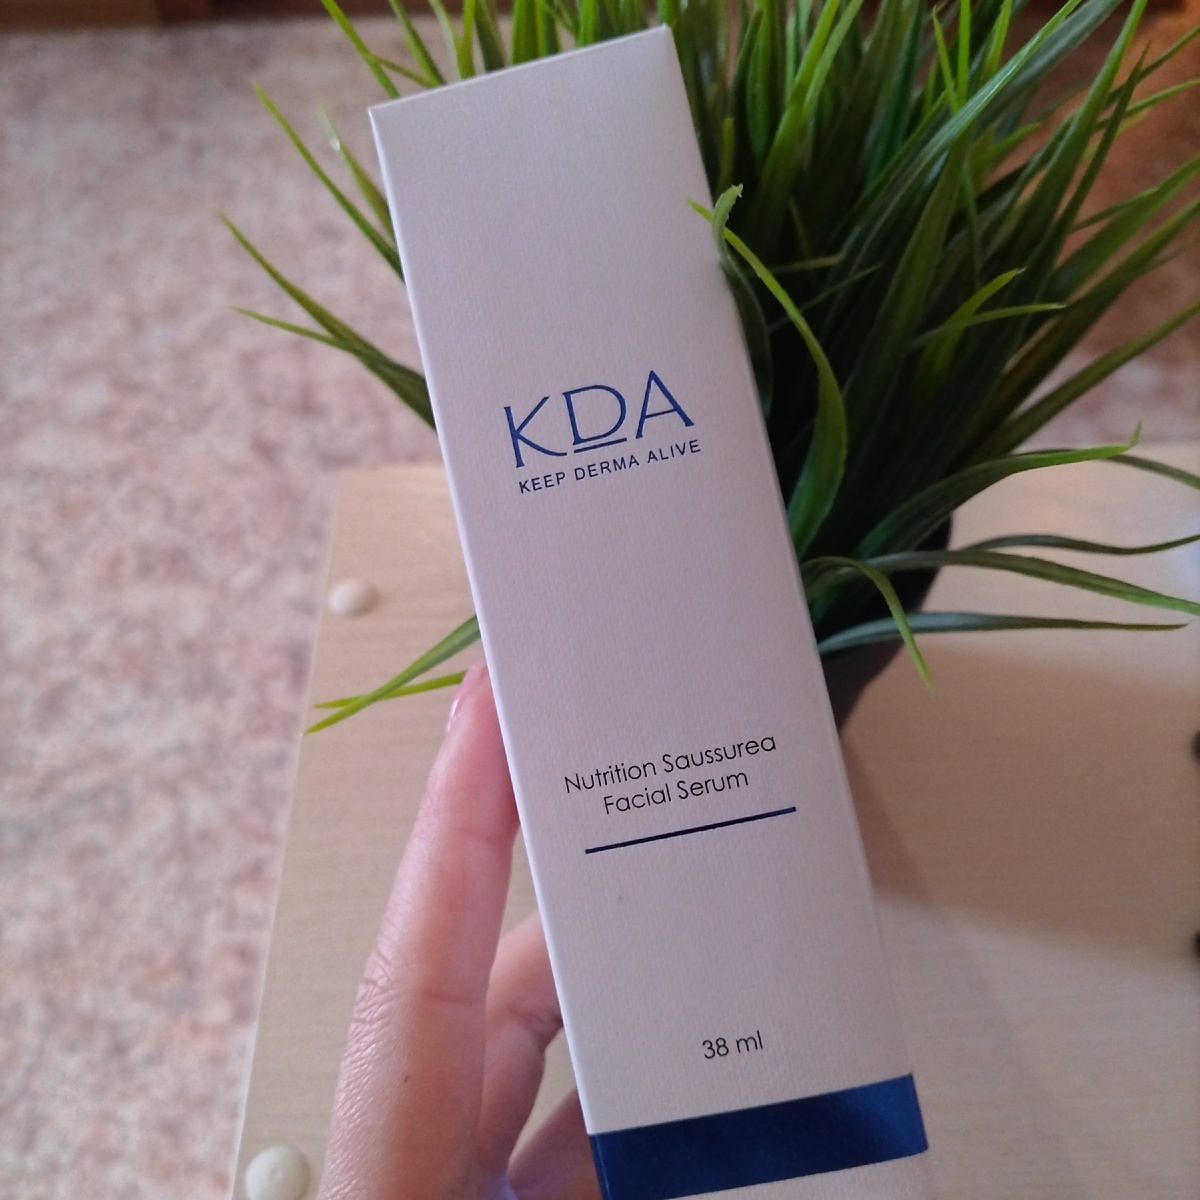 KDA
KEEP DERMA ALIVE
Nutrition Saussurea
Facial Serum
38 ml